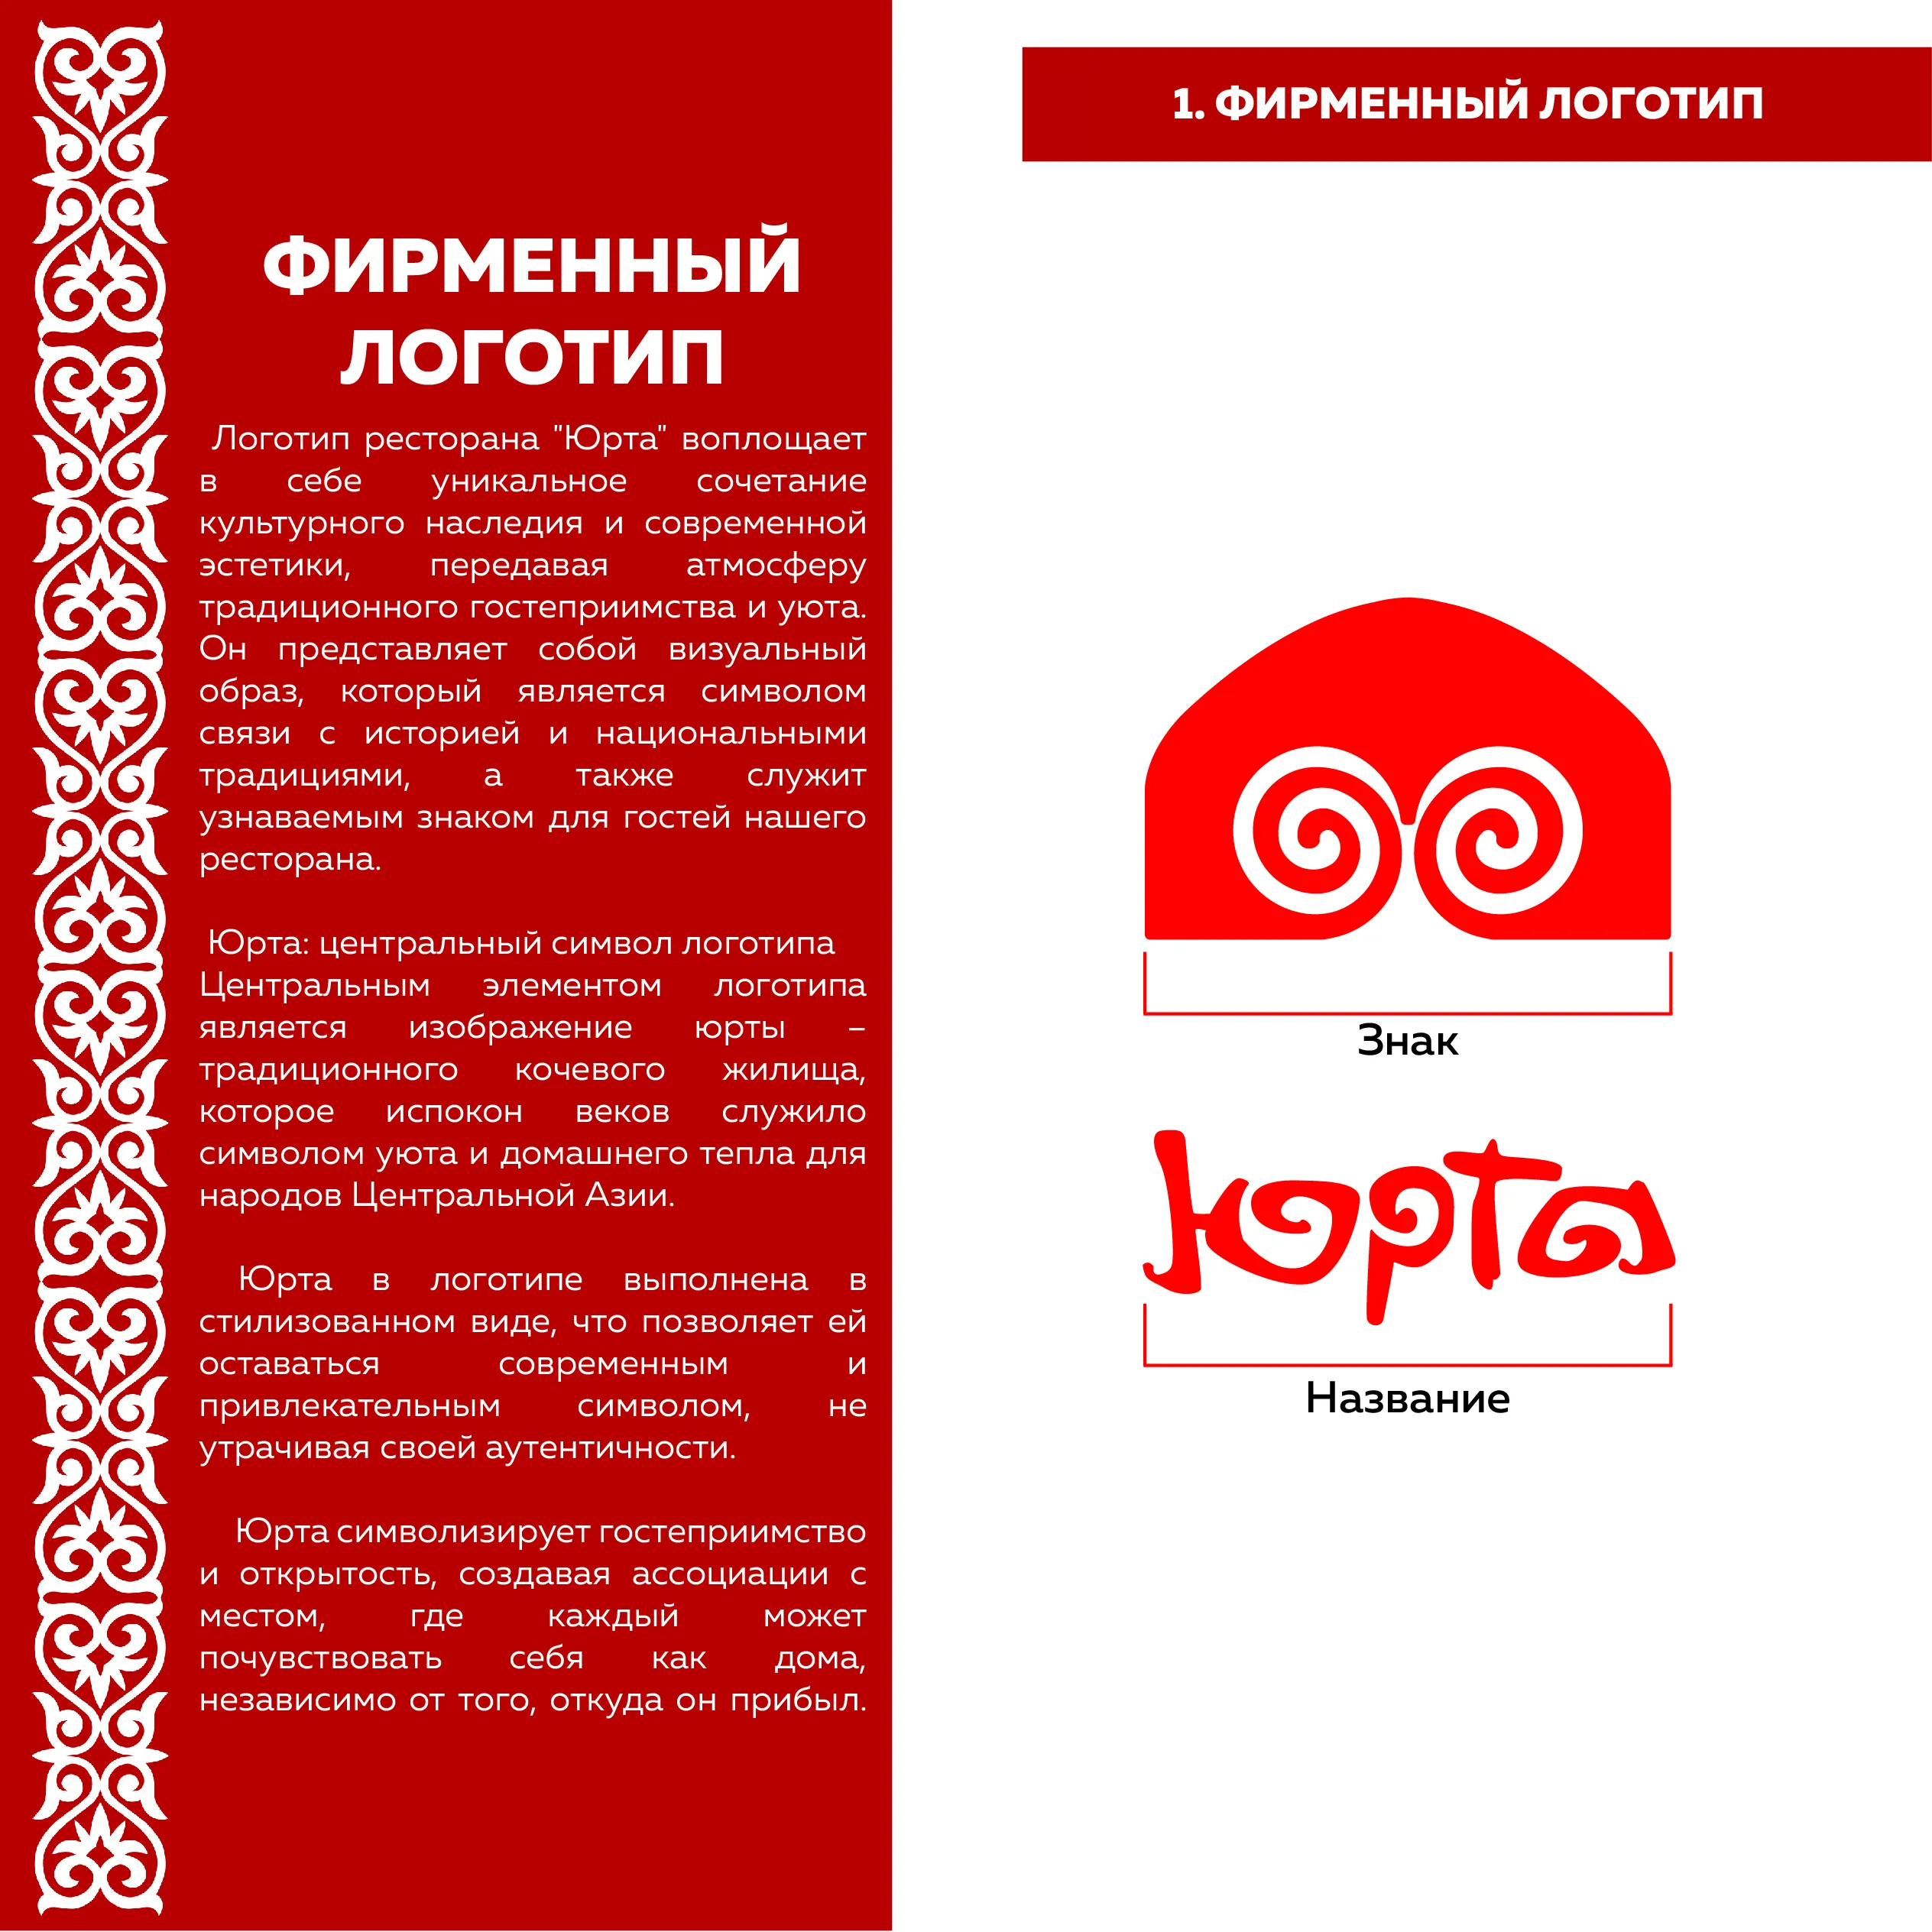 ФИРМЕННЫЙ
ЛОГОТИП
Логотип ресторана "Юрта" воплощает
в себе уникальное сочетание
культурного наследия и современной
эстетики, передавая атмосферу
традиционного гостеприимства и уюта.
Он представляет собой визуальный
образ, который является символом
связи с историей и национальными
традициями, а также служит
узнаваемым знаком для гостей нашего
ресторана.
Юрта: центральный символ логотипа
Центральным элементом логотипа
является изображение юрты –
традиционного кочевого жилища,
которое испокон веков служило
символом уюта и домашнего тепла для
народов Центральной Азии.
Юрта в логотипе выполнена в
стилизованном виде, что позволяет ей
оставаться современным и
привлекательным символом, не
утрачивая своей аутентичности.
Юрта символизирует гостеприимство
и открытость, создавая ассоциации с
местом, где каждый может
почувствовать себя как дома,
независимо от того, откуда он прибыл.
1. ФИРМЕННЫЙ ЛОГОТИП
Знак
Юрта
Название